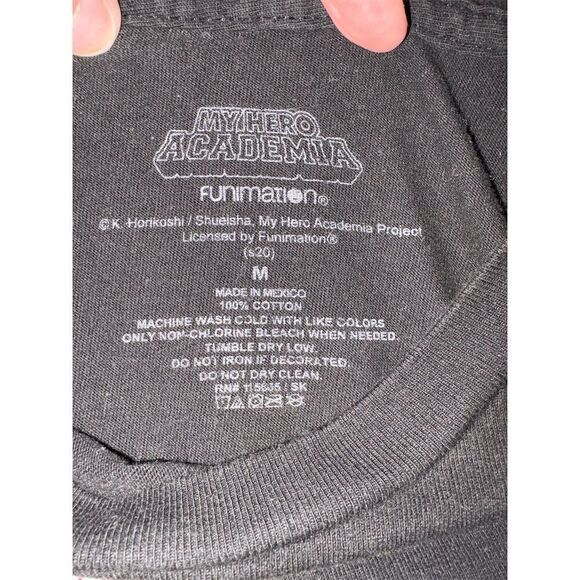 MY HERO
ACADEMIA
FUNIMATION®
©K. Horikoshi / Shueisha, My Hero Academia Project
Licensed by Funimation®
(s20)
M
MADE IN MEXICO
100% COTTON
MACHINE WASH COLD WITH LIKE COLORS
ONLY NON-CHLORINE BLEACH WHEN NEEDED.
TUMBLE DRY LOW.
DO NOT IRON IF DECORATED.
DO NOT DRY CLEAN.
RN# / SK